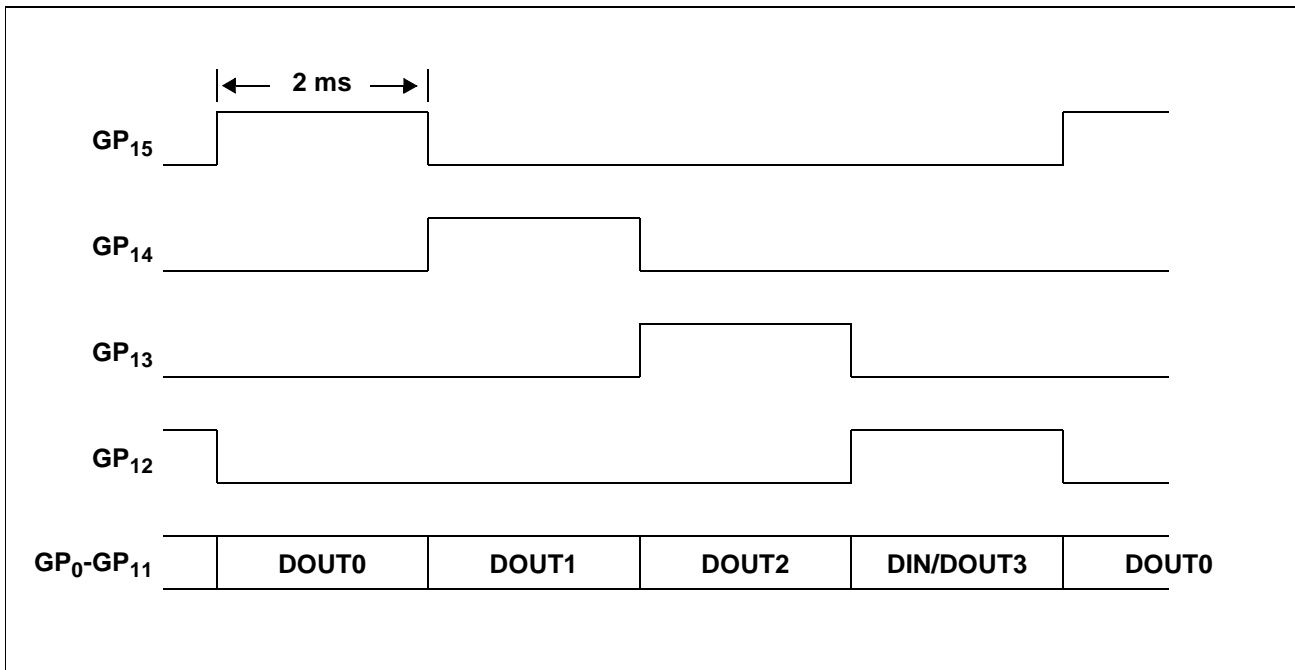 2 ms
GP15
GP14
GP13
GP12
GP0-GP11 DOUT0 DOUT1 DOUT2 DIN/DOUT3 DOUT0